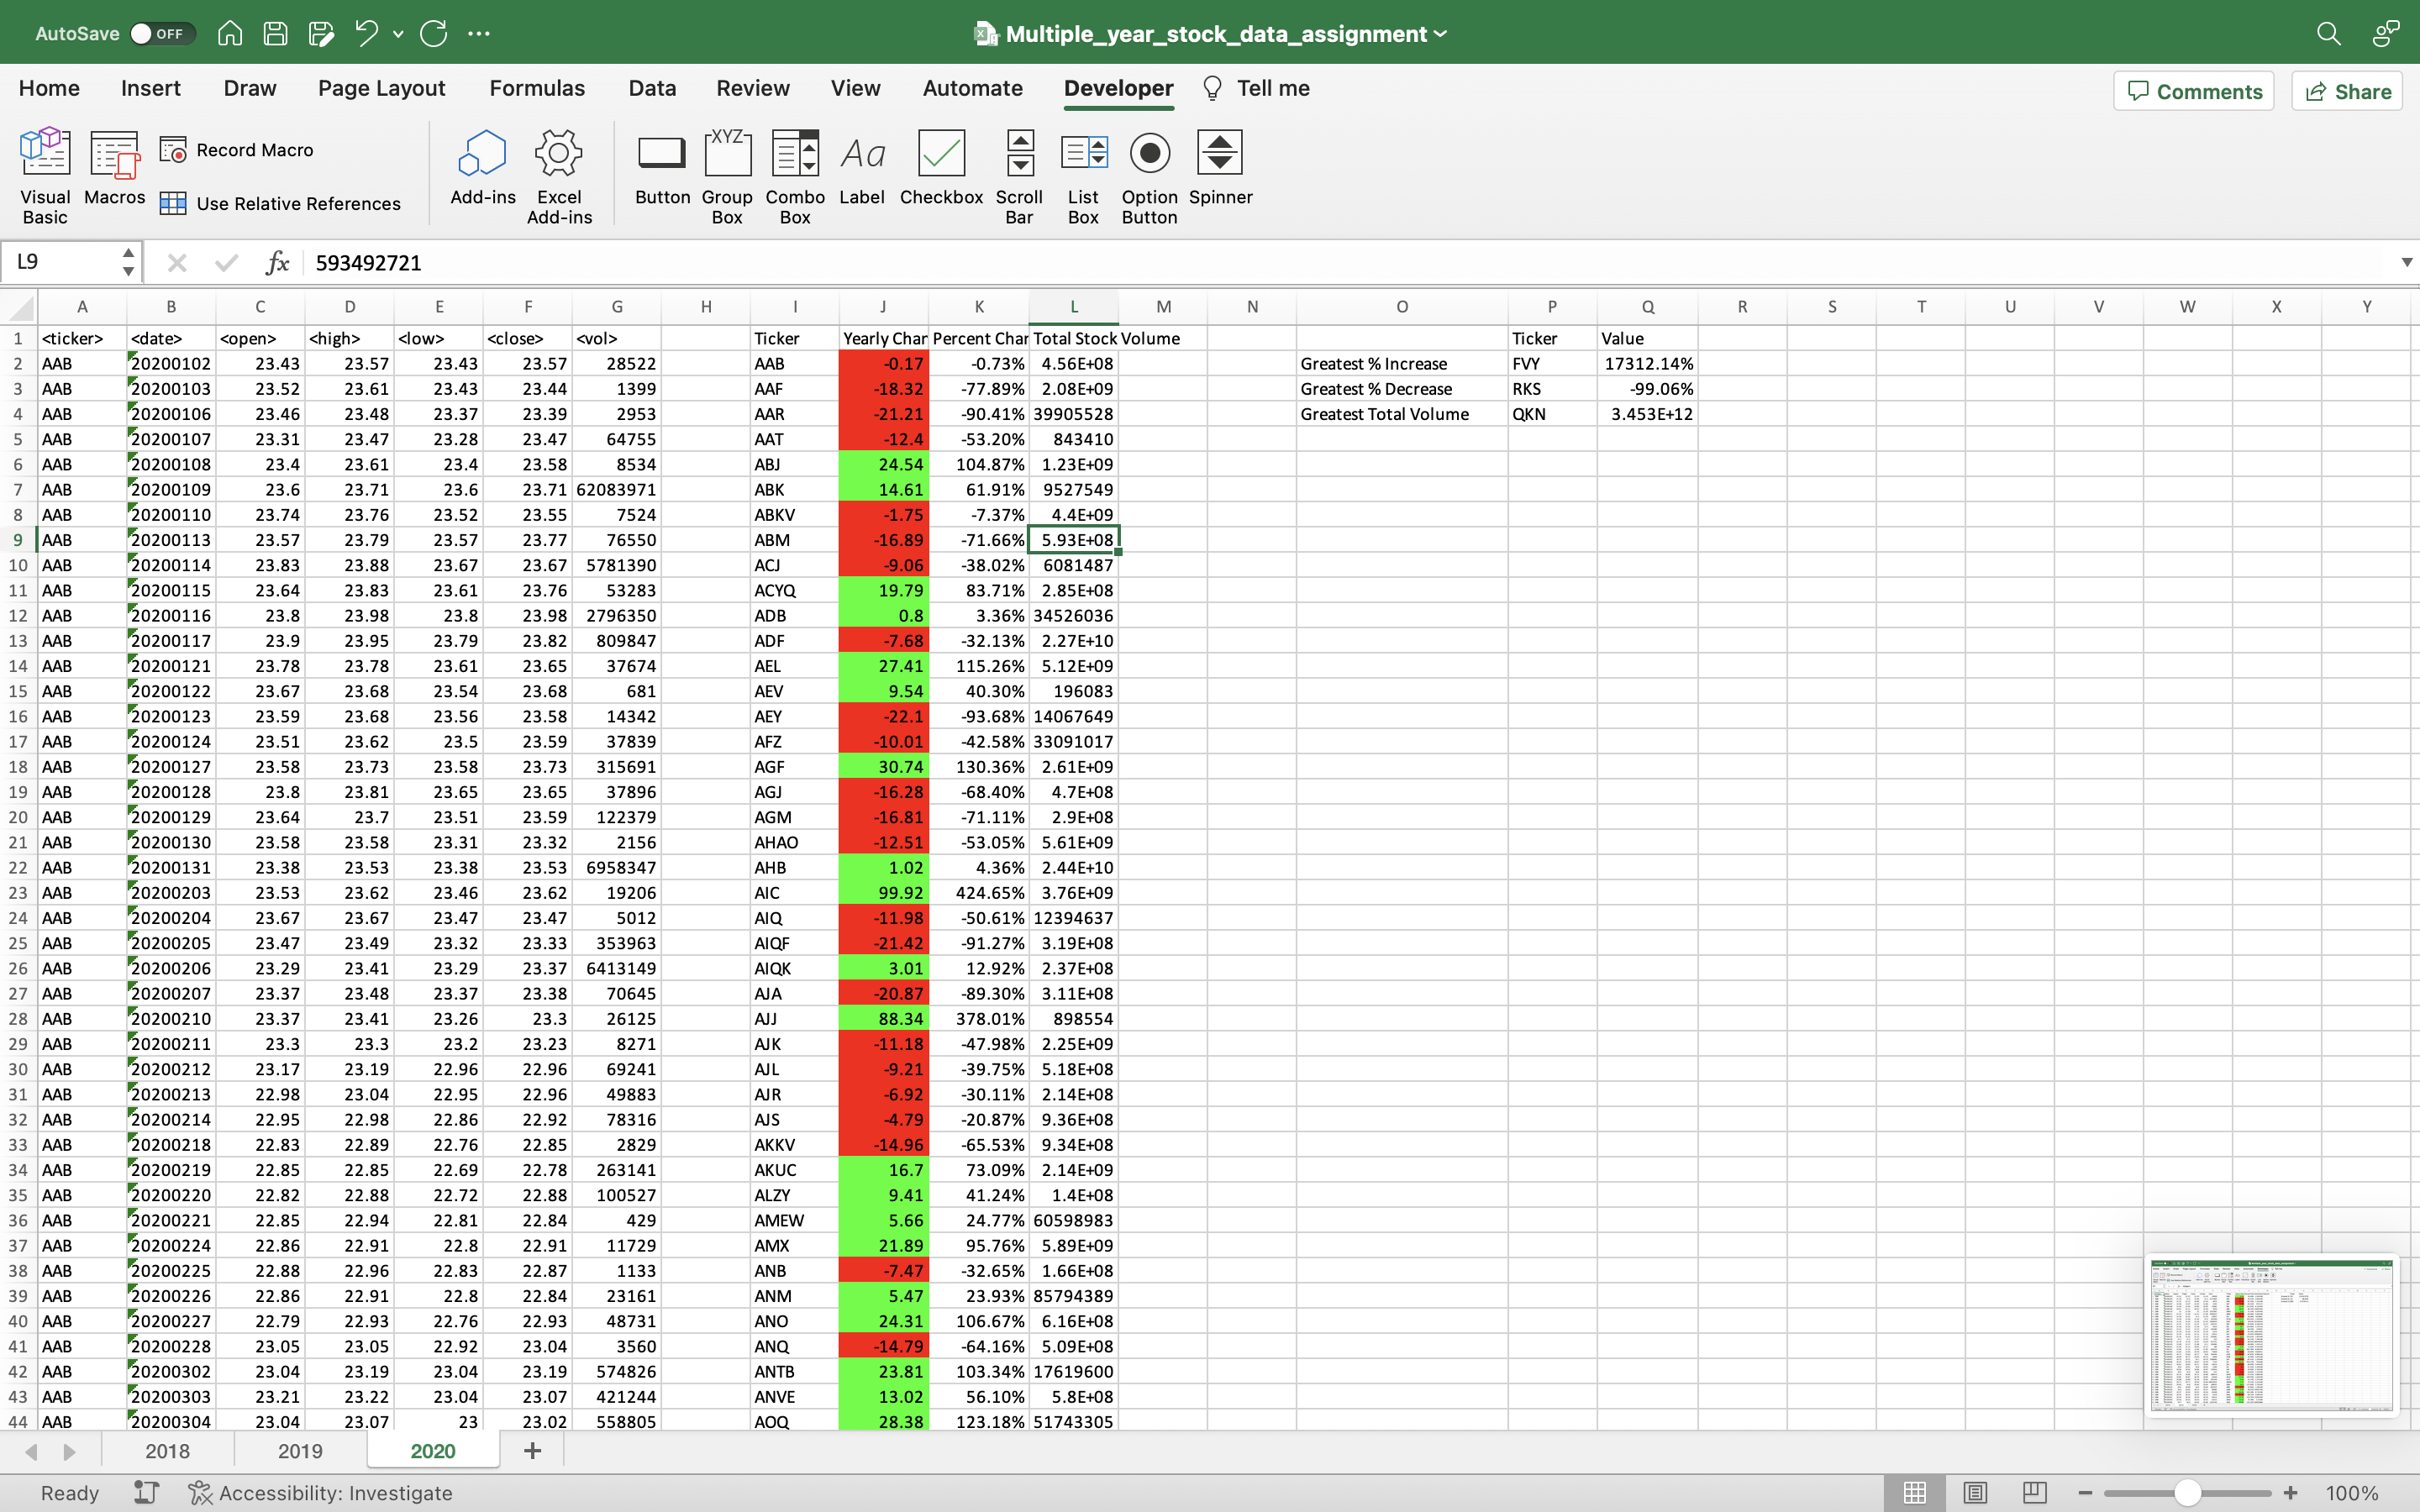 AutoSave OFF Multiple_year_stock_data_assignment
Home Insert Draw Page Layout Formulas Data Review View Automate Developer Tell me Comments Share
Visual Basic Macros Record Macro Use Relative References Add-ins Excel Add-ins Button XYZ Group Box Combo Box Aa Label Checkbox Scroll Bar List Box Option Button Spinner
L9 fx 593492721
A B C D E F G H I J K L M N O P Q R S T U V W X Y
1 <ticker> <date> <open> <high> <low> <close> <vol> Ticker Yearly Char Percent Char Total Stock Volume Ticker Value
2 AAB 20200102 23.43 23.57 23.43 23.57 28522 AAB -0.17 -0.73% 4.56E+08 Greatest % Increase FVY 17312.14%
3 AAB 20200103 23.52 23.61 23.43 23.44 1399 AAF -18.32 -77.89% 2.08E+09 Greatest % Decrease RKS -99.06%
4 AAB 20200106 23.46 23.48 23.37 23.39 2953 AAR -21.21 -90.41% 39905528 Greatest Total Volume QKN 3.453E+12
5 AAB 20200107 23.31 23.47 23.28 23.47 64755 AAT -12.4 -53.20% 843410
6 AAB 20200108 23.4 23.61 23.4 23.58 8534 ABJ 24.54 104.87% 1.23E+09
7 AAB 20200109 23.6 23.71 23.6 23.71 62083971 ABK 14.61 61.91% 9527549
8 AAB 20200110 23.74 23.76 23.52 23.55 7524 ABKV -1.75 -7.37% 4.4E+09
9 AAB 20200113 23.57 23.79 23.57 23.77 76550 ABM -16.89 -71.66% 5.93E+08
10 AAB 20200114 23.83 23.88 23.67 23.67 5781390 ACJ -9.06 -38.02% 6081487
11 AAB 20200115 23.64 23.83 23.61 23.76 53283 ACYQ 19.79 83.71% 2.85E+08
12 AAB 20200116 23.8 23.98 23.8 23.98 2796350 ADB 0.8 3.36% 34526036
13 AAB 20200117 23.9 23.95 23.79 23.82 809847 ADF -7.68 -32.13% 2.27E+10
14 AAB 20200121 23.78 23.78 23.61 23.65 37674 AEL 27.41 115.26% 5.12E+09
15 AAB 20200122 23.67 23.68 23.54 23.68 681 AEV 9.54 40.30% 196083
16 AAB 20200123 23.59 23.68 23.56 23.58 14342 AEY -22.1 -93.68% 14067649
17 AAB 20200124 23.51 23.62 23.5 23.59 37839 AFZ -10.01 -42.58% 33091017
18 AAB 20200127 23.58 23.73 23.58 23.73 315691 AGF 30.74 130.36% 2.61E+09
19 AAB 20200128 23.8 23.81 23.65 23.65 37896 AGJ -16.28 -68.40% 4.7E+08
20 AAB 20200129 23.64 23.7 23.51 23.59 122379 AGM -16.81 -71.11% 2.9E+08
21 AAB 20200130 23.58 23.58 23.31 23.32 2156 AHAO -12.51 -53.05% 5.61E+09
22 AAB 20200131 23.38 23.53 23.38 23.53 6958347 AHB 1.02 4.36% 2.44E+10
23 AAB 20200203 23.53 23.62 23.46 23.62 19206 AIC 99.92 424.65% 3.76E+09
24 AAB 20200204 23.67 23.67 23.47 23.47 5012 AIQ -11.98 -50.61% 12394637
25 AAB 20200205 23.47 23.49 23.32 23.33 353963 AIQF -21.42 -91.27% 3.19E+08
26 AAB 20200206 23.29 23.41 23.29 23.37 6413149 AIQK 3.01 12.92% 2.37E+08
27 AAB 20200207 23.37 23.48 23.37 23.38 70645 AJA -20.87 -89.30% 3.11E+08
28 AAB 20200210 23.37 23.41 23.26 23.3 26125 AJJ 88.34 378.01% 898554
29 AAB 20200211 23.3 23.3 23.2 23.23 8271 AJK -11.18 -47.98% 2.25E+09
30 AAB 20200212 23.17 23.19 22.96 22.96 69241 AJL -9.21 -39.75% 5.18E+08
31 AAB 20200213 22.98 23.04 22.95 22.96 49883 AJR -6.92 -30.11% 2.14E+08
32 AAB 20200214 22.95 22.98 22.86 22.92 78316 AJS -4.79 -20.87% 9.36E+08
33 AAB 20200218 22.83 22.89 22.76 22.85 2829 AKKV -14.96 -65.53% 9.34E+08
34 AAB 20200219 22.85 22.85 22.69 22.78 263141 AKUC 16.7 73.09% 2.14E+09
35 AAB 20200220 22.82 22.88 22.72 22.88 100527 ALZY 9.41 41.24% 1.4E+08
36 AAB 20200221 22.85 22.94 22.81 22.84 429 AMEW 5.66 24.77% 60598983
37 AAB 20200224 22.86 22.91 22.8 22.91 11729 AMX 21.89 95.76% 5.89E+09
38 AAB 20200225 22.88 22.96 22.83 22.87 1133 ANB -7.47 -32.65% 1.66E+08
39 AAB 20200226 22.86 22.91 22.8 22.84 23161 ANM 5.47 23.93% 85794389
40 AAB 20200227 22.79 22.93 22.76 22.93 48731 ANO 24.31 106.67% 6.16E+08
41 AAB 20200228 23.05 23.05 22.92 23.04 3560 ANQ -14.79 -64.16% 5.09E+08
42 AAB 20200302 23.04 23.19 23.04 23.19 574826 ANTB 23.81 103.34% 17619600
43 AAB 20200303 23.21 23.22 23.04 23.07 421244 ANVE 13.02 56.10% 5.8E+08
44 AAB 20200304 23.04 23.07 23 23.02 558805 AOQ 28.38 123.18% 51743305
2018 2019 2020 +
Ready Accessibility: Investigate 100%